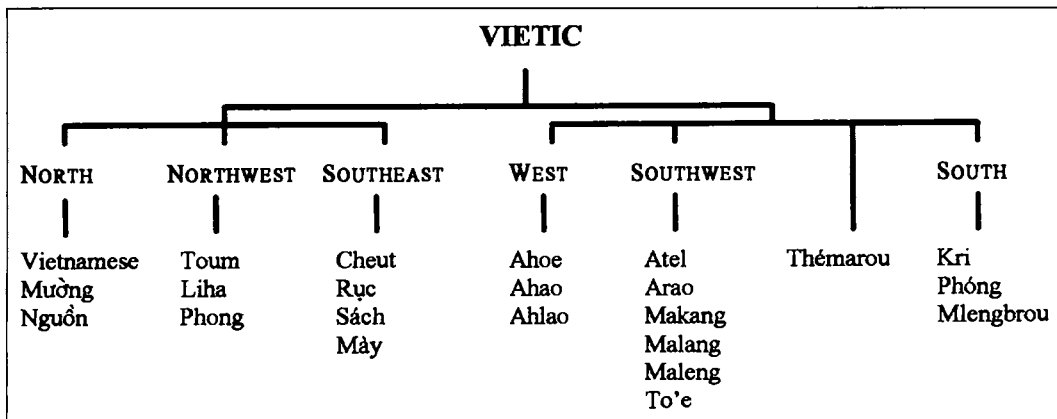 VIETIC
NORTH NORTHWEST SOUTHEAST WEST SOUTHWEST SOUTH
Vietnamese Toum Cheut Ahoe Atel Thémarou Kri
Mường Liha Rục Ahao Arao Phóng
Nguồn Phong Sách Ahlao Makang Mlengbrou
Mày Malang
Maleng
To'e